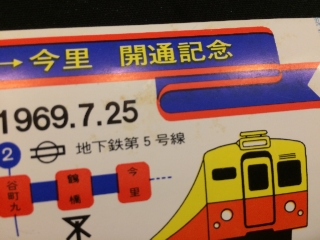 →今里 開通記念
1969.7.25
2 地下鉄第5号線
谷町九 鶴橋 今里